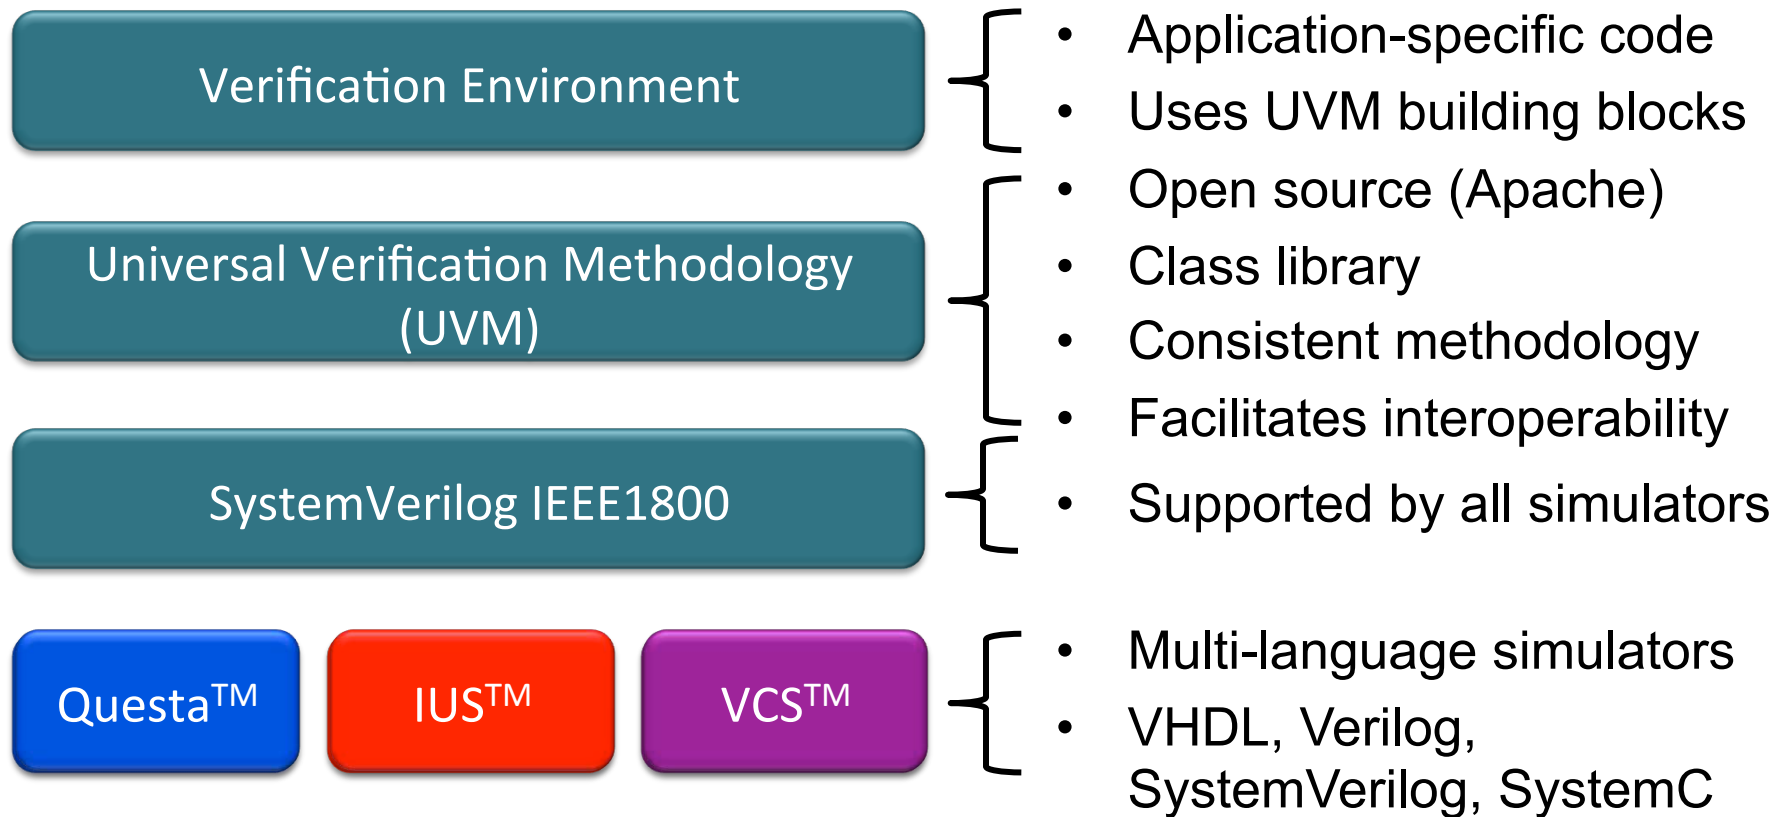 Verification Environment
• Application-specific code
• Uses UVM building blocks
Universal Verification Methodology
(UVM)
• Open source (Apache)
• Class library
• Consistent methodology
• Facilitates interoperability
SystemVerilog IEEE1800
• Supported by all simulators
Questa™
IUS™
VCS™
• Multi-language simulators
• VHDL, Verilog,
SystemVerilog, SystemC